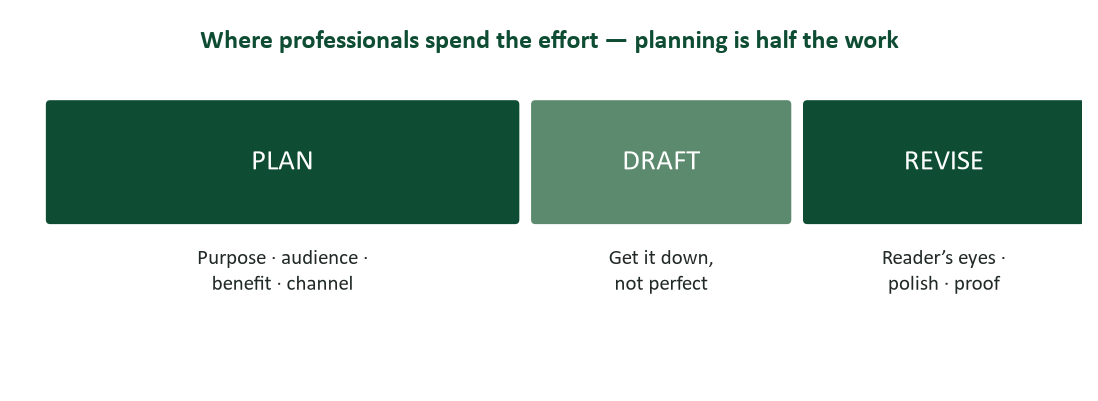 Where professionals spend the effort — planning is half the work
PLAN
DRAFT
REVISE
Purpose · audience ·
benefit · channel
Get it down,
not perfect
Reader’s eyes ·
polish · proof